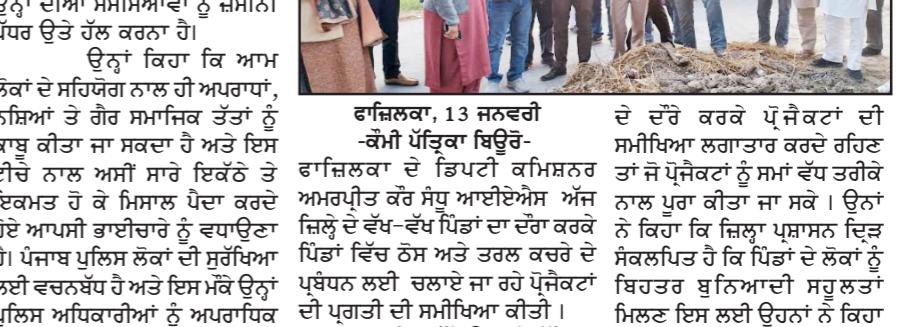 ਦੀਆਂ ਸਮੱਸਿਆਵਾਂ ਨੂੰ ਜ਼ਮੀਨੀ
ਪੱਧਰ ਉਤੇ ਹੱਲ ਕਰਨਾ ਹੈ।
ਉਨ੍ਹਾਂ ਕਿਹਾ ਕਿ ਆਮ
ਲੋਕਾਂ ਦੇ ਸਹਿਯੋਗ ਨਾਲ ਹੀ ਅਪਰਾਧਾਂ,
ਨਸ਼ਿਆਂ ਤੇ ਗੈਰ ਸਮਾਜਿਕ ਤੱਤਾਂ ਨੂੰ
ਕਾਬੂ ਕੀਤਾ ਜਾ ਸਕਦਾ ਹੈ ਅਤੇ ਇਸ
ਟੀਚੇ ਨਾਲ ਅਸੀਂ ਸਾਰੇ ਇਕੱਠੇ ਤੇ
ਇਕਮਤ ਹੋ ਕੇ ਮਿਸਾਲ ਪੈਦਾ ਕਰਦੇ
ਹੋਏ ਆਪਸੀ ਭਾਈਚਾਰੇ ਨੂੰ ਵਧਾਉਣਾ
ਹੈ। ਪੰਜਾਬ ਪੁਲਿਸ ਲੋਕਾਂ ਦੀ ਸੁਰੱਖਿਆ
ਲਈ ਵਚਨਬੱਧ ਹੈ ਅਤੇ ਇਸ ਮੌਕੇ ਉਨ੍ਹਾਂ
ਪੁਲਿਸ ਅਧਿਕਾਰੀਆਂ ਨੂੰ ਅਪਰਾਧਿਕ
ਫਾਜ਼ਿਲਕਾ, 13 ਜਨਵਰੀ
-ਕੌਮੀ ਪੱਤ੍ਰਿਕਾ ਬਿਊਰੋ-
ਫਾਜ਼ਿਲਕਾ ਦੇ ਡਿਪਟੀ ਕਮਿਸ਼ਨਰ
ਅਮਰਪ੍ਰੀਤ ਕੌਰ ਸੰਧੂ ਆਈਏਐਸ ਅੱਜ
ਜ਼ਿਲ੍ਹੇ ਦੇ ਵੱਖ-ਵੱਖ ਪਿੰਡਾਂ ਦਾ ਦੌਰਾ ਕਰਕੇ
ਪਿੰਡਾਂ ਵਿੱਚ ਠੋਸ ਅਤੇ ਤਰਲ ਕਚਰੇ ਦੇ
ਪ੍ਰਬੰਧਨ ਲਈ ਚਲਾਏ ਜਾ ਰਹੇ ਪ੍ਰੋਜੈਕਟਾਂ
ਦੀ ਪ੍ਰਗਤੀ ਦੀ ਸਮੀਖਿਆ ਕੀਤੀ।
ਦੇ ਦੌਰੇ ਕਰਕੇ ਪ੍ਰੋਜੈਕਟਾਂ ਦੀ
ਸਮੀਖਿਆ ਲਗਾਤਾਰ ਕਰਦੇ ਰਹਿਣ
ਤਾਂ ਜੋ ਪ੍ਰੋਜੈਕਟਾਂ ਨੂੰ ਸਮਾਂ ਵੱਧ ਤਰੀਕੇ
ਨਾਲ ਪੂਰਾ ਕੀਤਾ ਜਾ ਸਕੇ । ਉਨਾਂ
ਨੇ ਕਿਹਾ ਕਿ ਜ਼ਿਲ੍ਹਾ ਪ੍ਰਸ਼ਾਸਨ ਦ੍ਰਿੜ
ਸੰਕਲਪਿਤ ਹੈ ਕਿ ਪਿੰਡਾਂ ਦੇ ਲੋਕਾਂ ਨੂੰ
ਬਿਹਤਰ ਬੁਨਿਆਦੀ ਸਹੂਲਤਾਂ
ਮਿਲਣ ਇਸ ਲਈ ਉਹਨਾਂ ਨੇ ਕਿਹਾ